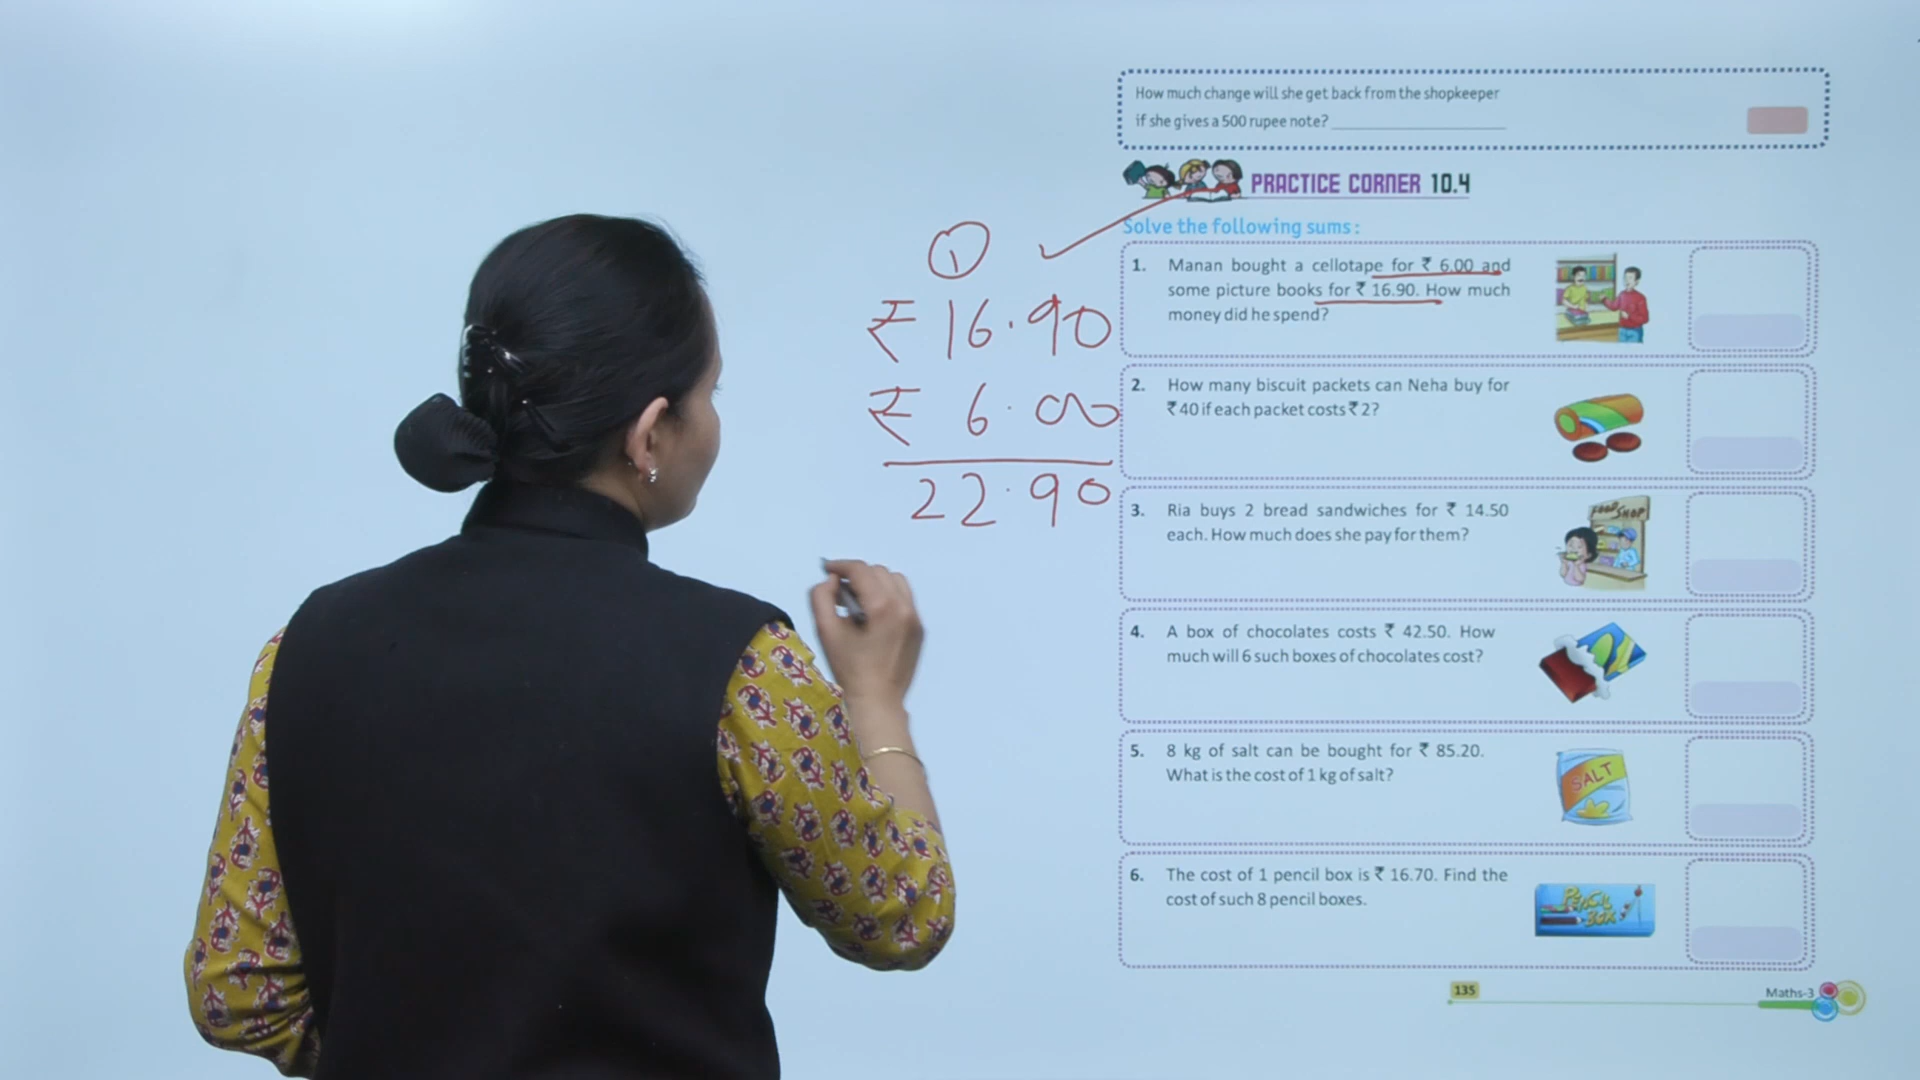 How much change will she get back from the shopkeeper
if she gives a 500 rupee note?
PRACTICE CORNER 10.4
Solve the following sums :
1. Manan bought a cellotape for ₹ 6.00 and
some picture books for ₹ 16.90. How much
money did he spend?
2. How many biscuit packets can Neha buy for
₹ 40 if each packet costs ₹ 2?
3. Ria buys 2 bread sandwiches for ₹ 14.50
each. How much does she pay for them?
FOOD SHOP
4. A box of chocolates costs ₹ 42.50. How
much will 6 such boxes of chocolates cost?
5. 8 kg of salt can be bought for ₹ 85.20.
What is the cost of 1 kg of salt?
SALT
6. The cost of 1 pencil box is ₹ 16.70. Find the
cost of such 8 pencil boxes.
PENCIL
BOX
135
Maths-3
1
₹ 16.90
₹ 6.00
22.90